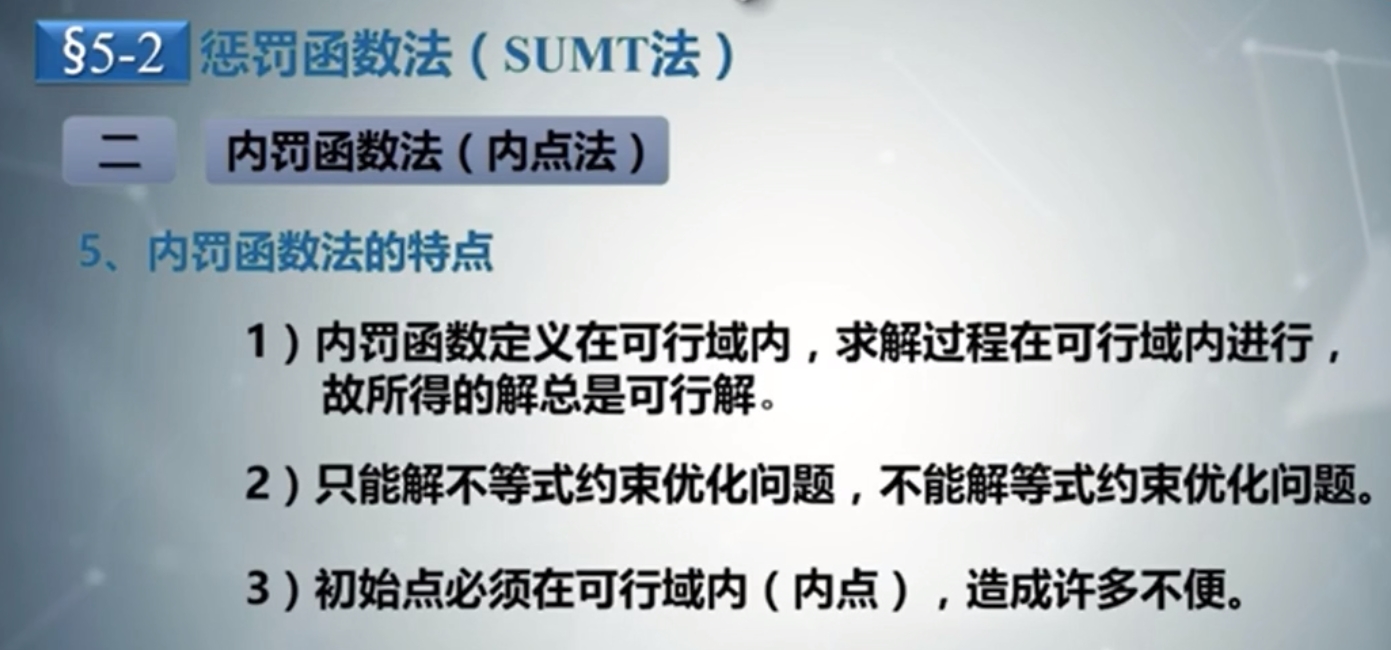 §5-2 惩罚函数法（SUMT法）
二 内罚函数法（内点法）
5、内罚函数法的特点
1）内罚函数定义在可行域内，求解过程在可行域内进行，
故所得的解总是可行解。
2）只能解不等式约束优化问题，不能解等式约束优化问题。
3）初始点必须在可行域内（内点），造成许多不便。